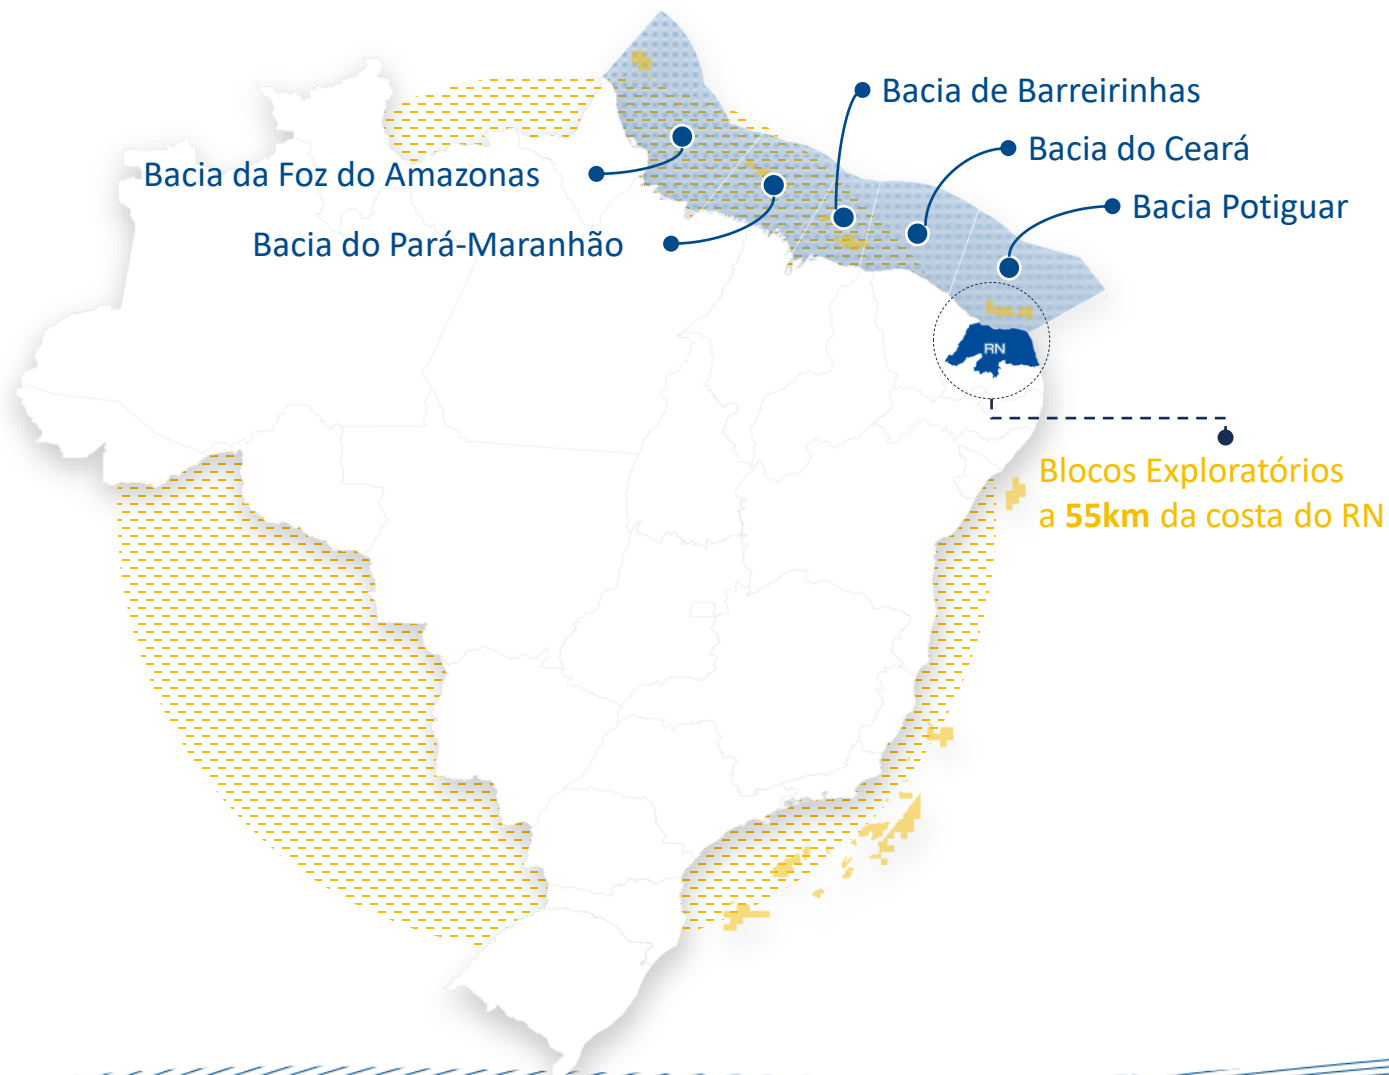 Bacia de Barreirinhas
Bacia do Ceará
Bacia da Foz do Amazonas
Bacia Potiguar
Bacia do Pará-Maranhão
RN
Blocos Exploratórios
a 55km da costa do RN